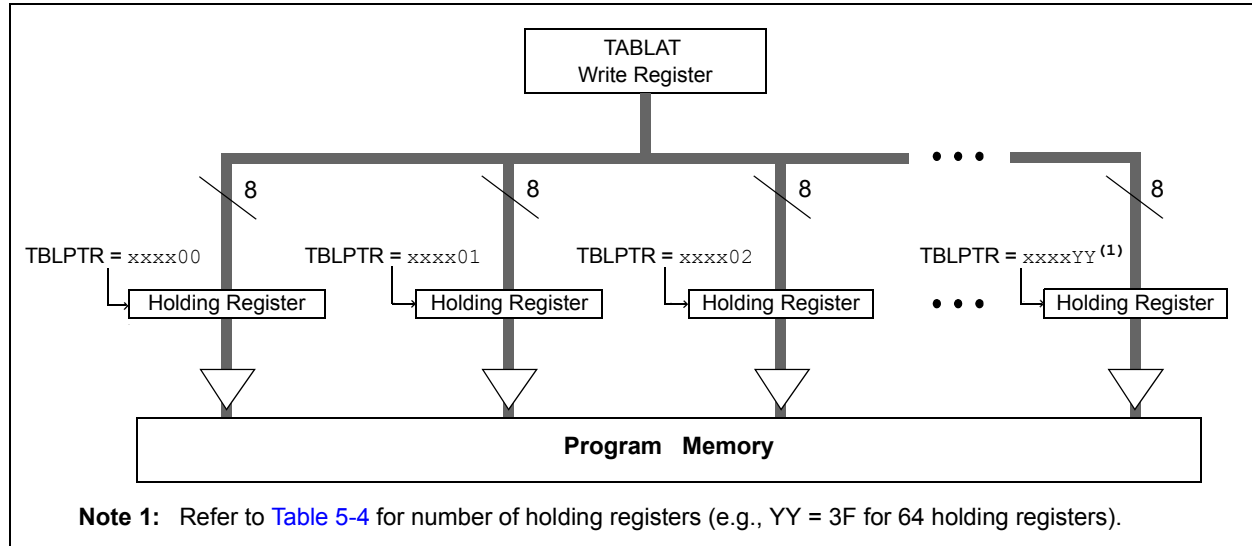 TABLAT
Write Register
8 8 8 8
TBLPTR = xxxx00 TBLPTR = xxxx01 TBLPTR = xxxx02 TBLPTR = xxxxYY(1)
Holding Register Holding Register Holding Register Holding Register
Program Memory
Note 1: Refer to Table 5-4 for number of holding registers (e.g., YY = 3F for 64 holding registers).